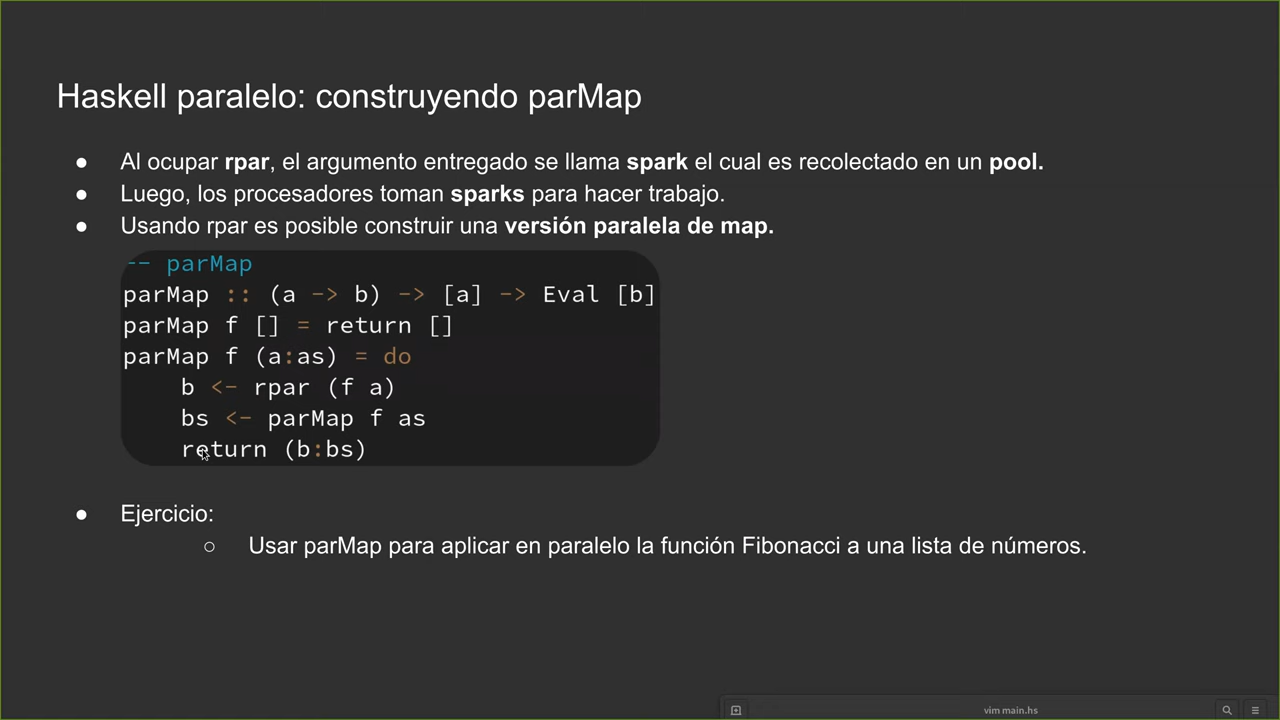 Haskell paralelo: construyendo parMap
● Al ocupar rpar, el argumento entregado se llama spark el cual es recolectado en un pool.
● Luego, los procesadores toman sparks para hacer trabajo.
● Usando rpar es posible construir una versión paralela de map.
-- parMap
parMap :: (a -> b) -> [a] -> Eval [b]
parMap f [] = return []
parMap f (a:as) = do
    b <- rpar (f a)
    bs <- parMap f as
    return (b:bs)
● Ejercicio:
○ Usar parMap para aplicar en paralelo la función Fibonacci a una lista de números.
vim main.hs